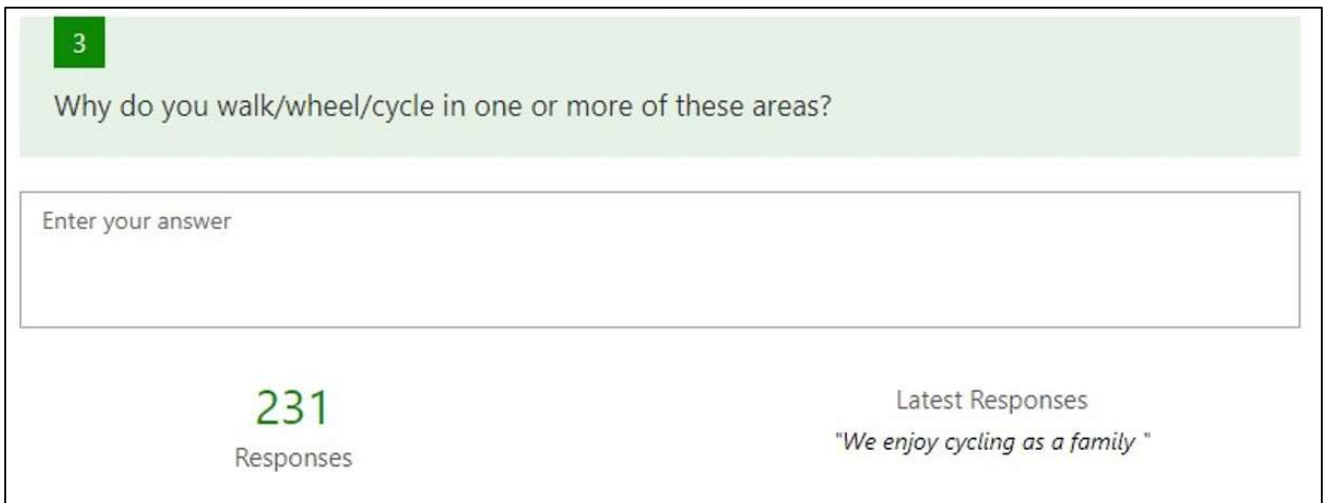 3
Why do you walk/wheel/cycle in one or more of these areas?
Enter your answer
231
Responses
Latest Responses
"We enjoy cycling as a family "